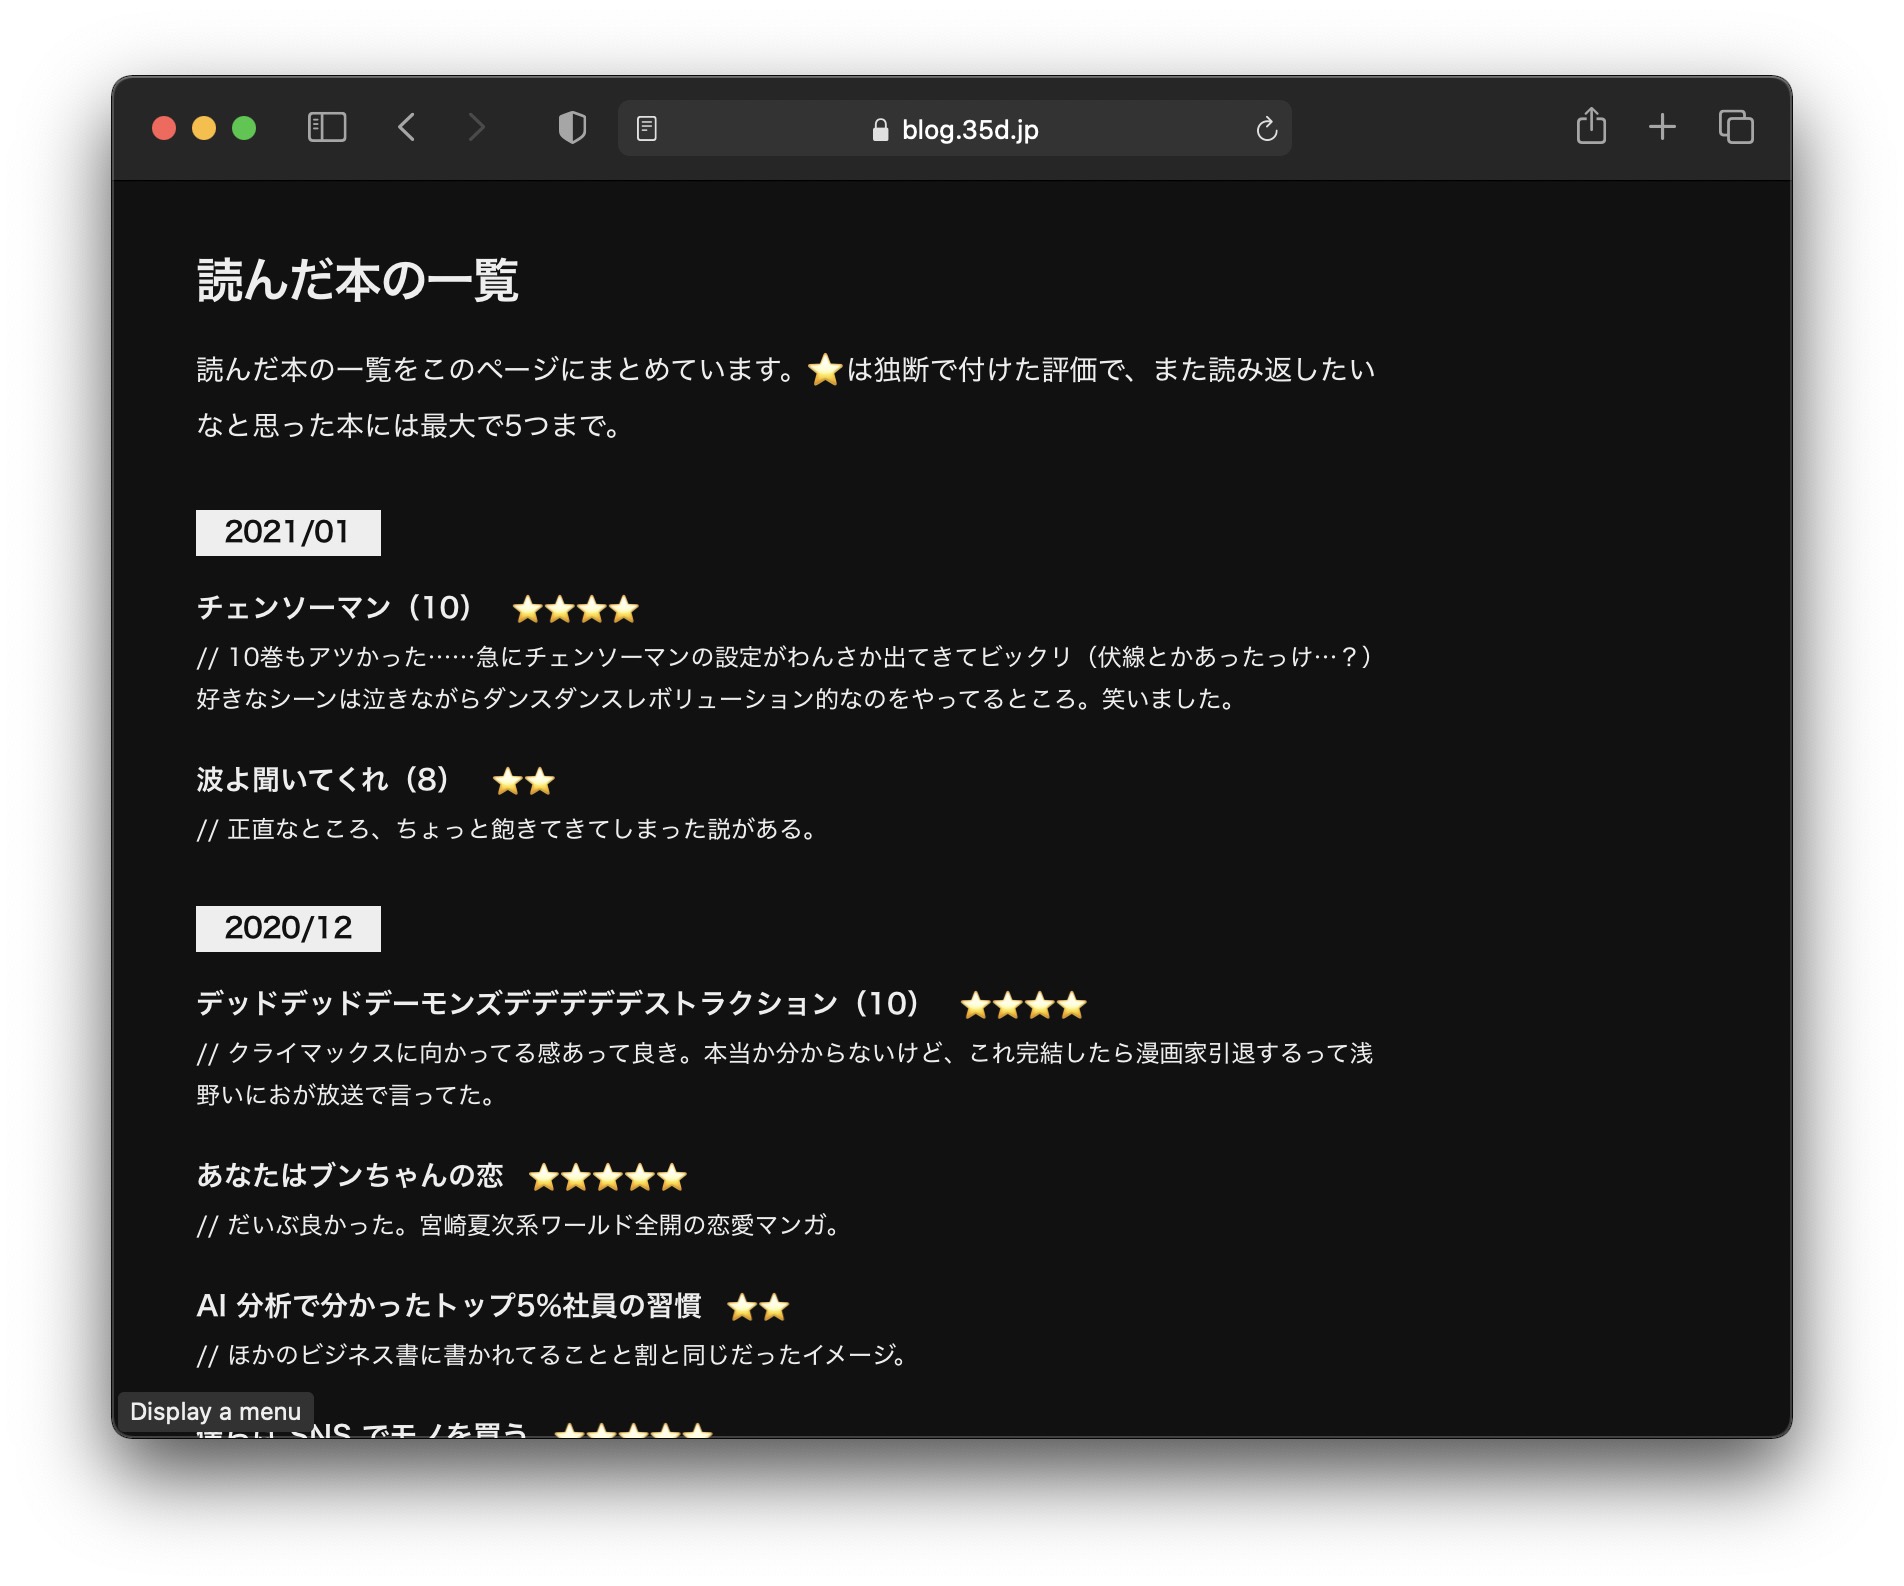 blog.35d.jp
読んだ本の一覧
読んだ本の一覧をこのページにまとめています。⭐は独断で付けた評価で、また読み返したい
なと思った本には最大で5つまで。
2021/01
チェンソーマン（10） ⭐⭐⭐⭐
// 10巻もアツかった……急にチェンソーマンの設定がわんさか出てきてビックリ（伏線とかあったっけ…？）
好きなシーンは泣きながらダンスダンスレボリューション的なのをやってるところ。笑いました。
波よ聞いてくれ（8） ⭐⭐
// 正直なところ、ちょっと飽きてきてしまった説がある。
2020/12
デッドデッドデーモンズデデデデデストラクション（10） ⭐⭐⭐⭐
// クライマックスに向かってる感あって良き。本当か分からないけど、これ完結したら漫画家引退するって浅
野いにおが放送で言ってた。
あなたはブンちゃんの恋 ⭐⭐⭐⭐⭐
// だいぶ良かった。宮崎夏次系ワールド全開の恋愛マンガ。
AI 分析で分かったトップ5%社員の習慣 ⭐⭐
// ほかのビジネス書に書かれてることと割と同じだったイメージ。
Display a menu
SNS でモノを買う ⭐⭐⭐⭐⭐